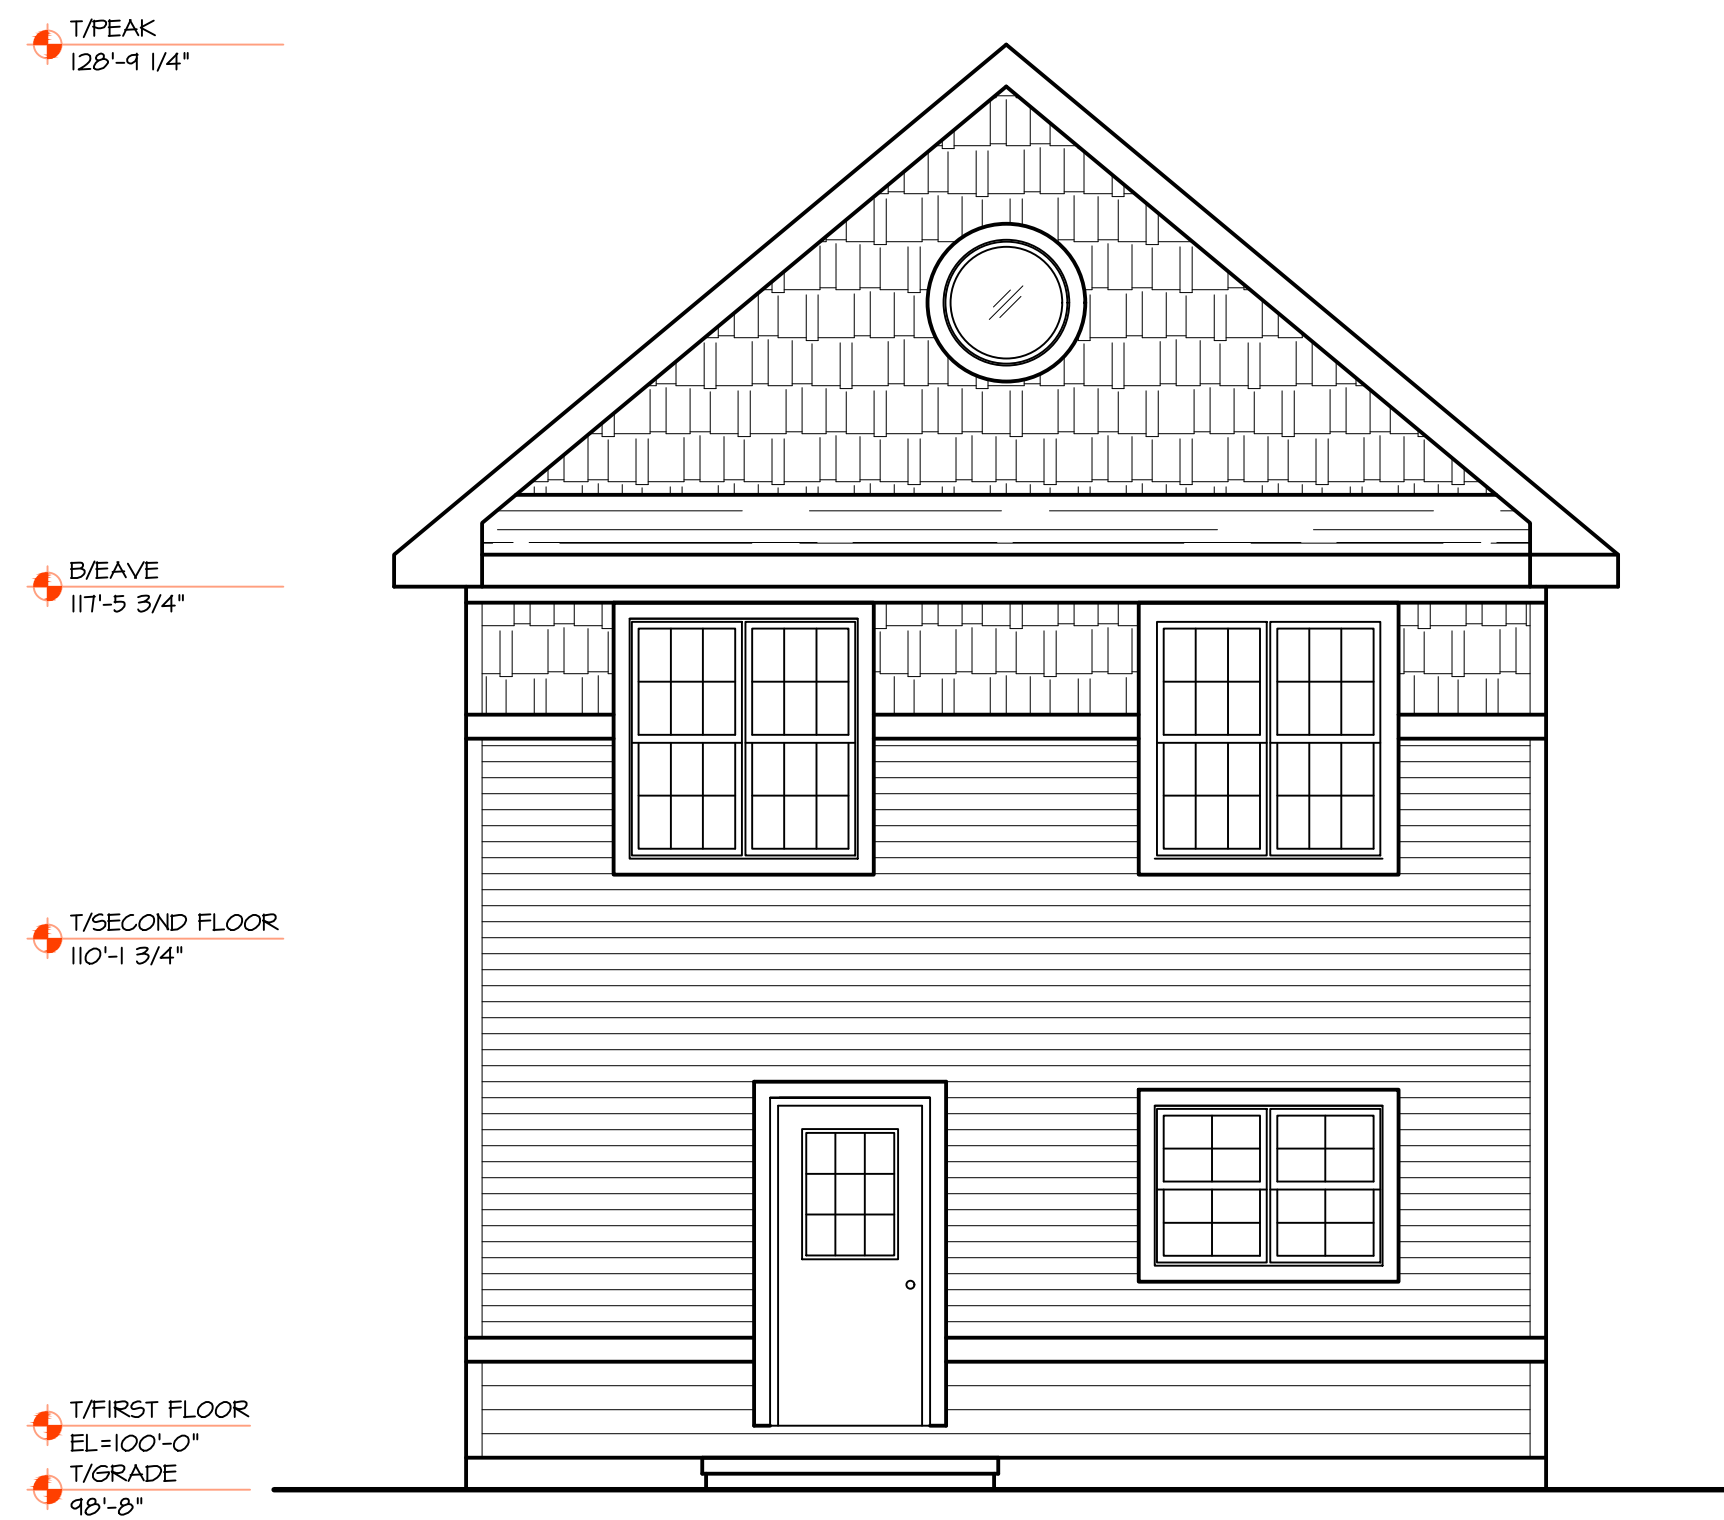 T/PEAK
128'-9 1/4"
B/EAVE
117'-5 3/4"
T/SECOND FLOOR
110'-1 3/4"
T/FIRST FLOOR
EL=100'-0"
T/GRADE
98'-8"